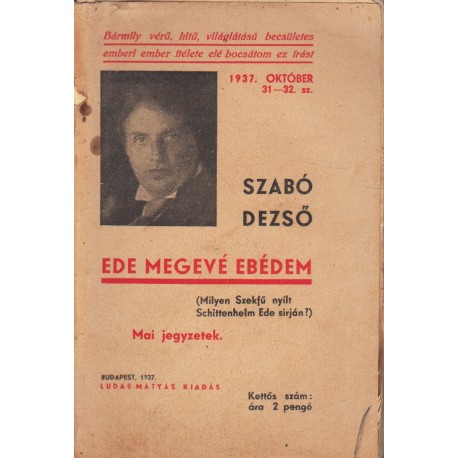 Bármily vérű, hitű, világlátású becsületes
emberi ember ítélete elé bocsátom ez írást
1937. OKTÓBER
31—32. sz.
SZABÓ
DEZSŐ
EDE MEGEVÉ EBÉDEM
(Milyen Szekfű nyílt
Schittenhelm Ede sirján?)
Mai jegyzetek.
BUDAPEST, 1937.
LUDAS-MÁTYÁS KIADÁS
Kettős szám:
ára 2 pengó